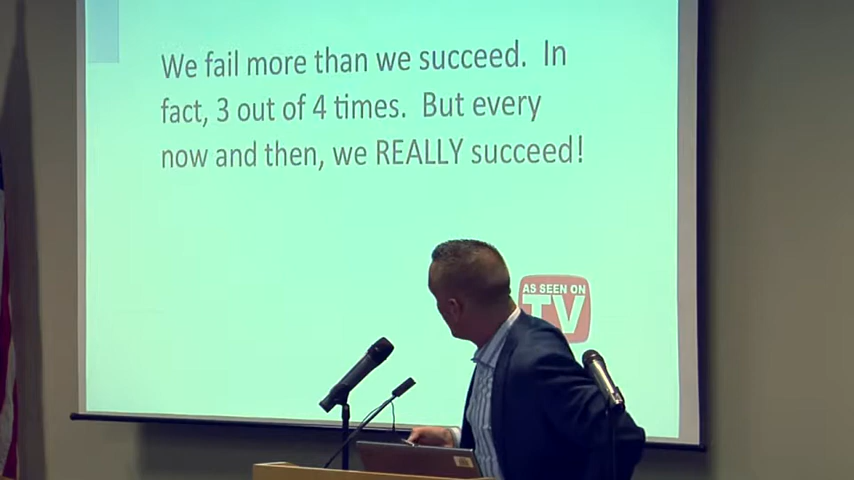 We fail more than we succeed.  In
fact, 3 out of 4 times.  But every
now and then, we REALLY succeed!
AS SEEN ON
TV